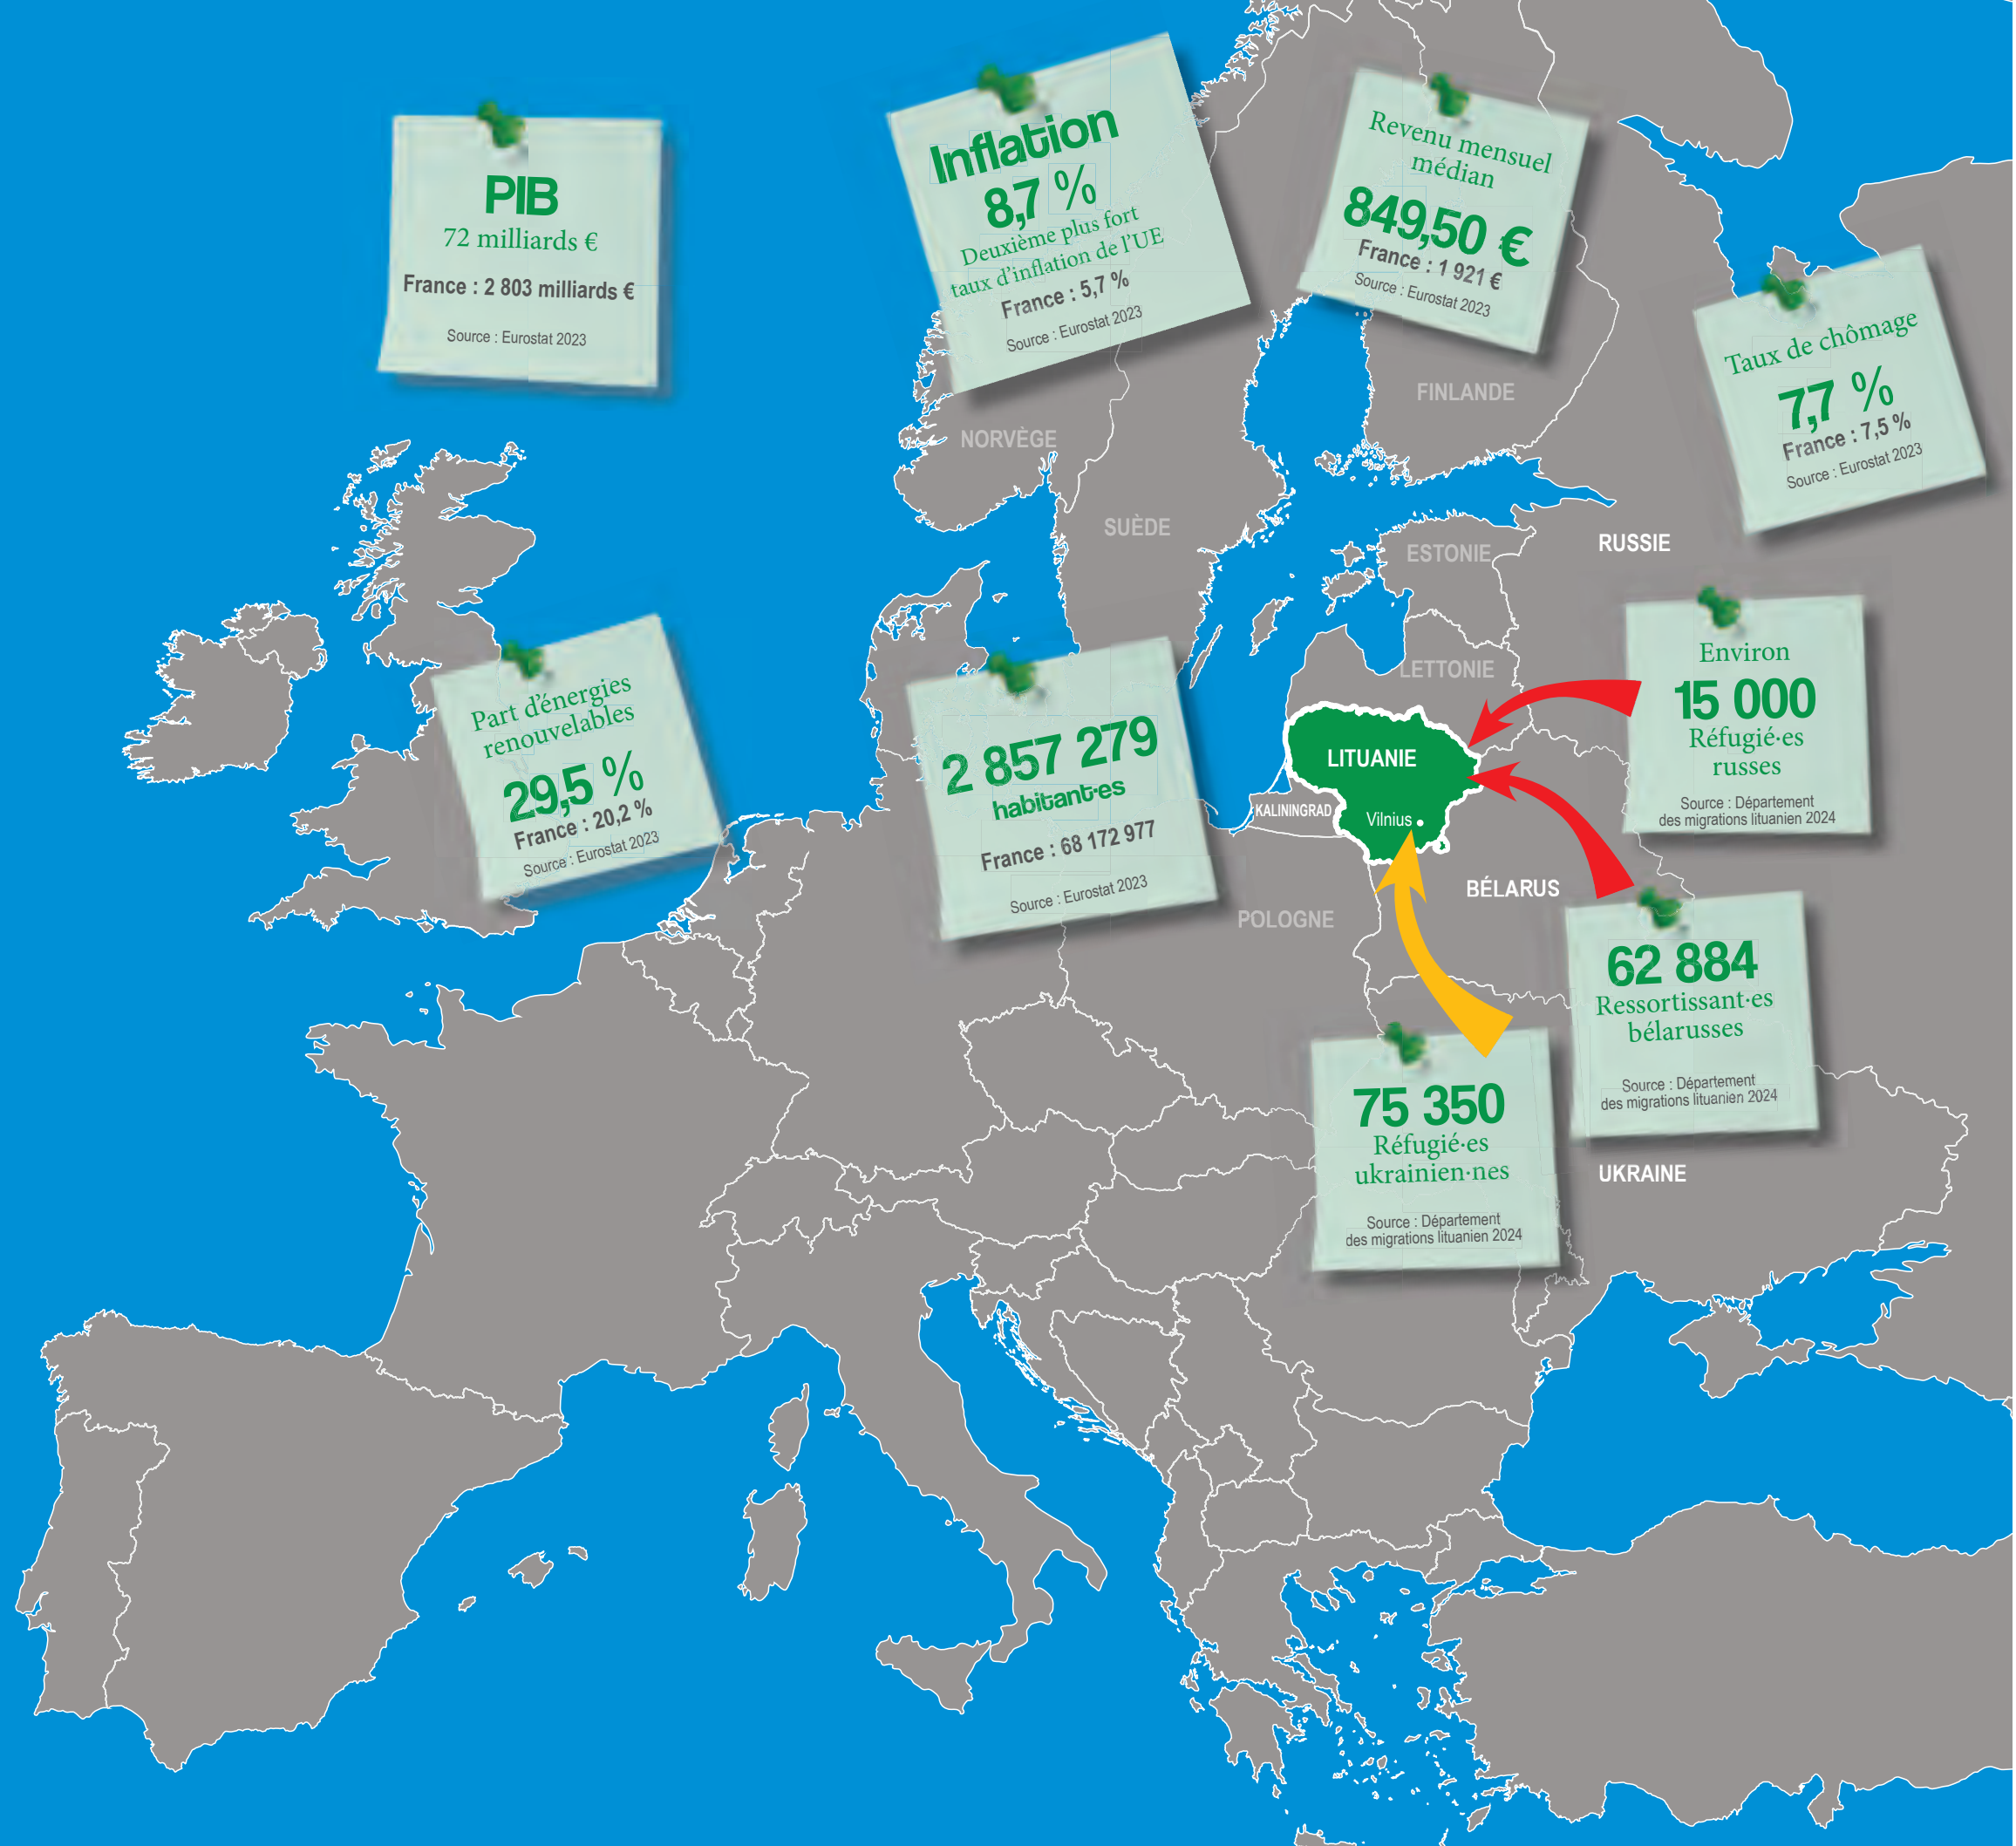 PIB
72 milliards €
France : 2 803 milliards €
Source : Eurostat 2023
Inflation
8,7 %
Deuxième plus fort
taux d'inflation de l'UE
France : 5,7 %
Source : Eurostat 2023
Revenu mensuel
médian
849,50 €
France : 1 921 €
Source : Eurostat 2023
Taux de chômage
7,7 %
France : 7,5 %
Source : Eurostat 2023
FINLANDE
NORVÈGE
SUÈDE
ESTONIE
RUSSIE
LETTONIE
Part d'énergies
renouvelables
29,5 %
France : 20,2 %
Source : Eurostat 2023
2 857 279
habitant·es
France : 68 172 977
Source : Eurostat 2023
LITUANIE
KALININGRAD
Vilnius
Environ
15 000
Réfugié·es
russes
Source : Département
des migrations lituanien 2024
BÉLARUS
POLOGNE
62 884
Ressortissant·es
bélarusses
Source : Département
des migrations lituanien 2024
75 350
Réfugié·es
ukrainien·nes
Source : Département
des migrations lituanien 2024
UKRAINE